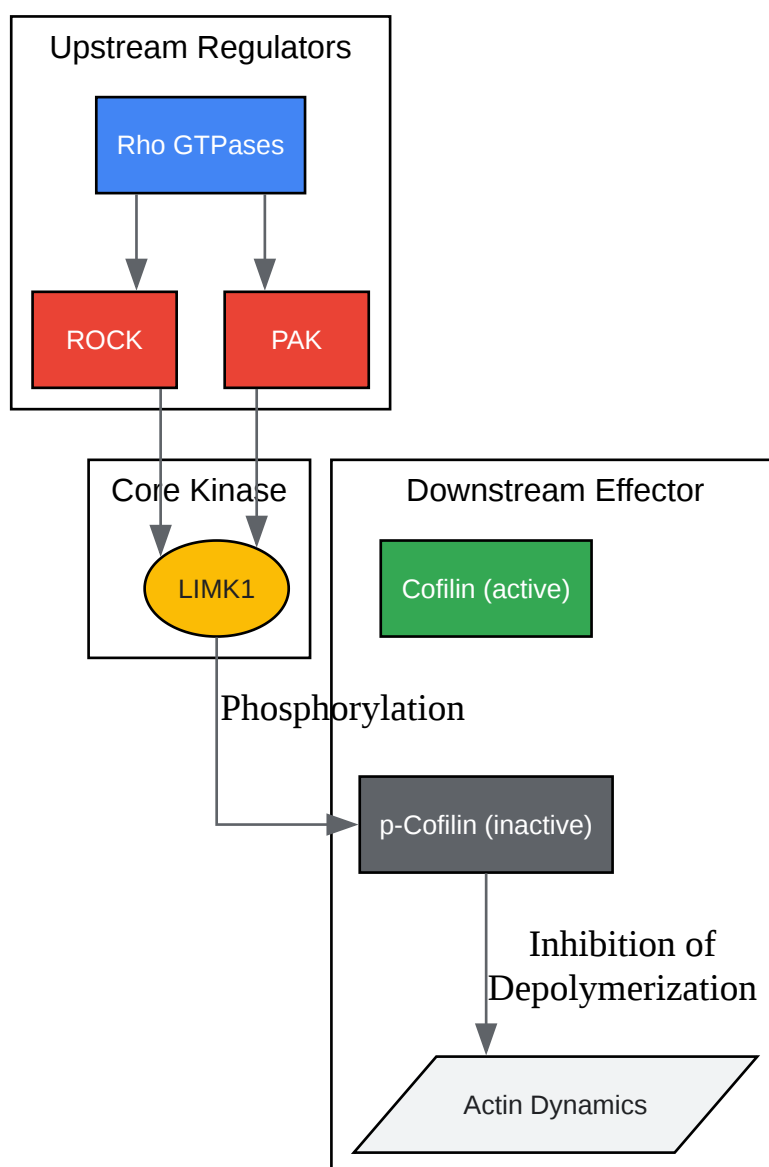 Upstream Regulators
Rho GTPases
ROCK
PAK
Core Kinase
Downstream Effector
LIMK1
Cofilin (active)
Phosphorylation
p-Cofilin (inactive)
Inhibition of
Depolymerization
Actin Dynamics